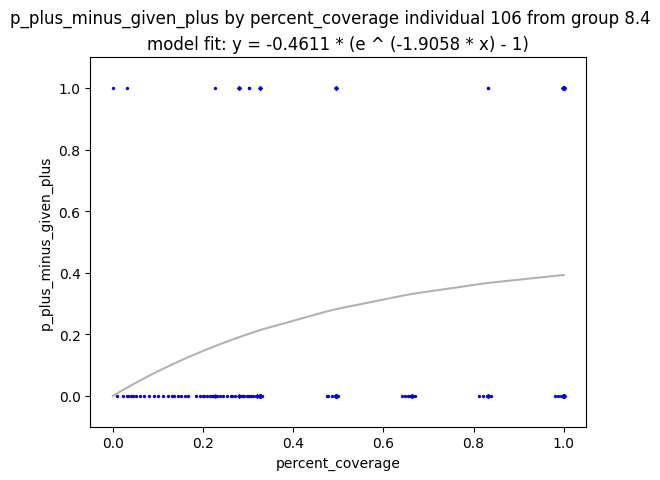 p_plus_minus_given_plus by percent_coverage individual 106 from group 8.4
model fit: y = -0.4611 * (e ^ (-1.9058 * x) - 1)
1.0
0.8
0.6
0.4
0.2
0.0
p_plus_minus_given_plus
0.0 0.2 0.4 0.6 0.8 1.0
percent_coverage